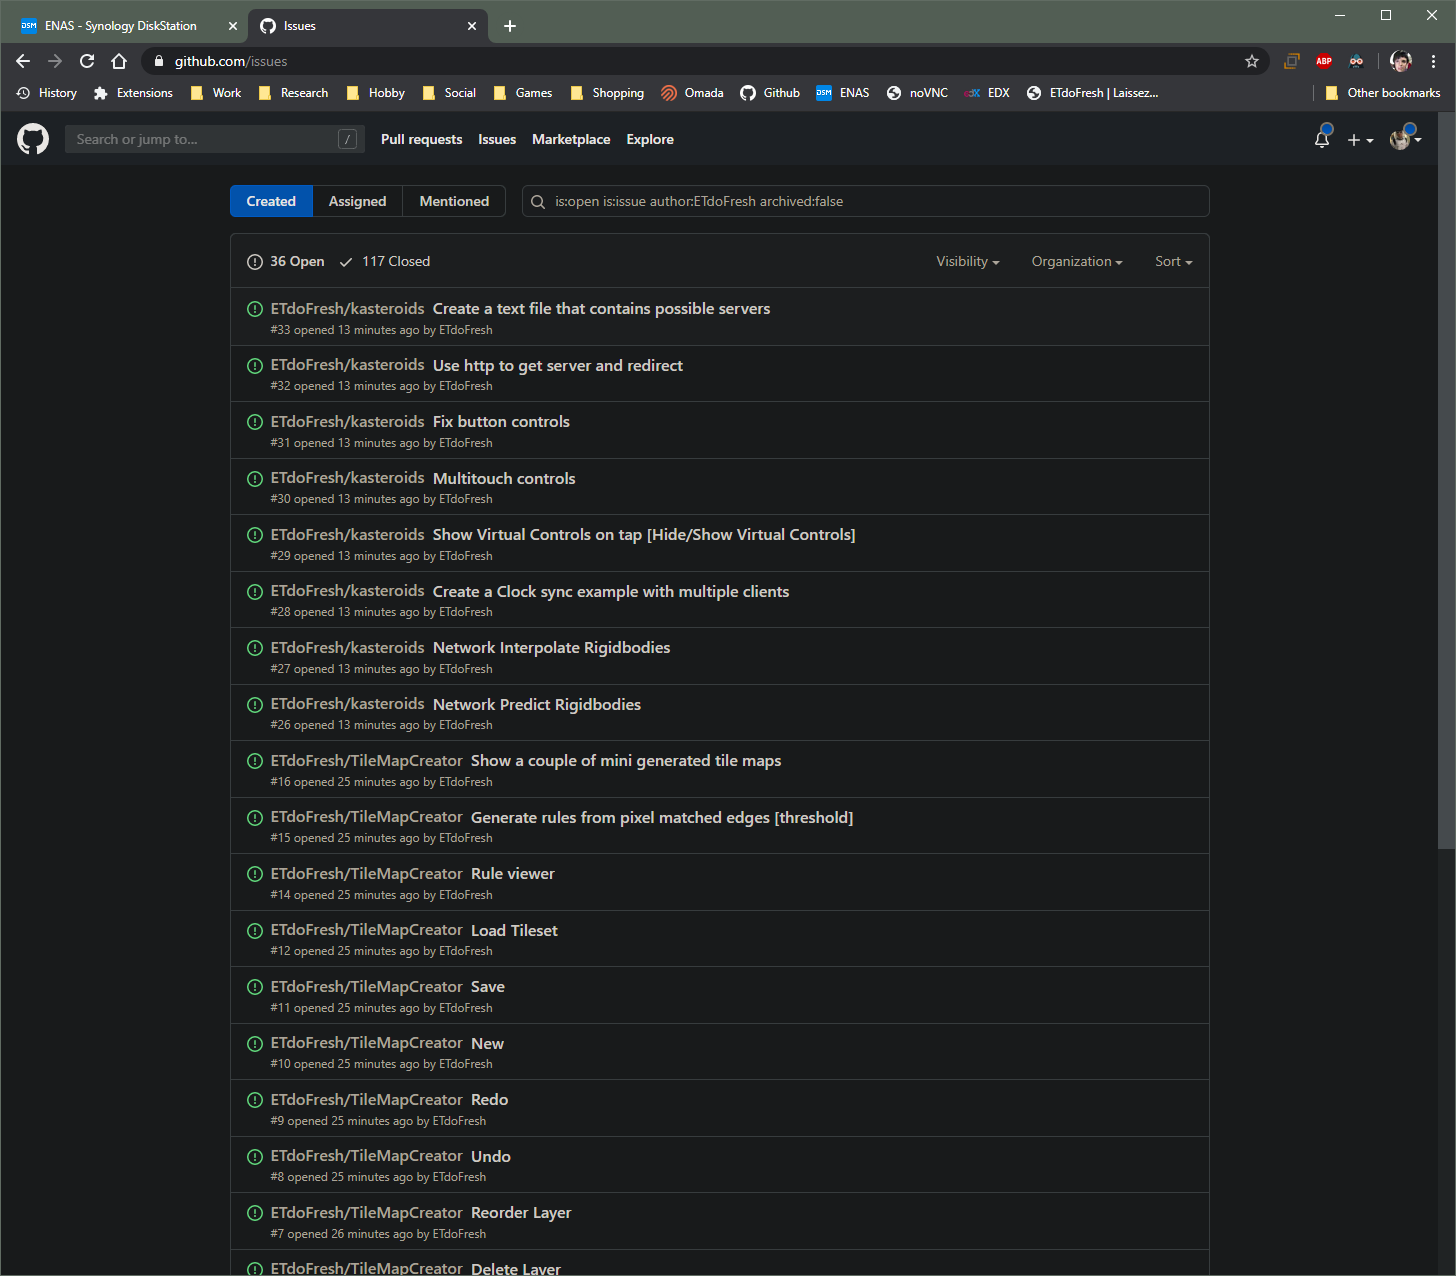 ENAS - Synology DiskStation
Issues
github.com/issues
ABP
History
Extensions
Work
Research
Hobby
Social
Games
Shopping
Omada
Github
DSM ENAS
noVNC
EDX
ETdoFresh | Laissez...
Other bookmarks
Search or jump to... /
Pull requests
Issues
Marketplace
Explore
Created
Assigned
Mentioned
is:open is:issue author:ETdoFresh archived:false
36 Open
117 Closed
Visibility
Organization
Sort
ETdoFresh/kasteroids Create a text file that contains possible servers
#33 opened 13 minutes ago by ETdoFresh
ETdoFresh/kasteroids Use http to get server and redirect
#32 opened 13 minutes ago by ETdoFresh
ETdoFresh/kasteroids Fix button controls
#31 opened 13 minutes ago by ETdoFresh
ETdoFresh/kasteroids Multitouch controls
#30 opened 13 minutes ago by ETdoFresh
ETdoFresh/kasteroids Show Virtual Controls on tap [Hide/Show Virtual Controls]
#29 opened 13 minutes ago by ETdoFresh
ETdoFresh/kasteroids Create a Clock sync example with multiple clients
#28 opened 13 minutes ago by ETdoFresh
ETdoFresh/kasteroids Network Interpolate Rigidbodies
#27 opened 13 minutes ago by ETdoFresh
ETdoFresh/kasteroids Network Predict Rigidbodies
#26 opened 13 minutes ago by ETdoFresh
ETdoFresh/TileMapCreator Show a couple of mini generated tile maps
#16 opened 25 minutes ago by ETdoFresh
ETdoFresh/TileMapCreator Generate rules from pixel matched edges [threshold]
#15 opened 25 minutes ago by ETdoFresh
ETdoFresh/TileMapCreator Rule viewer
#14 opened 25 minutes ago by ETdoFresh
ETdoFresh/TileMapCreator Load Tileset
#12 opened 25 minutes ago by ETdoFresh
ETdoFresh/TileMapCreator Save
#11 opened 25 minutes ago by ETdoFresh
ETdoFresh/TileMapCreator New
#10 opened 25 minutes ago by ETdoFresh
ETdoFresh/TileMapCreator Redo
#9 opened 25 minutes ago by ETdoFresh
ETdoFresh/TileMapCreator Undo
#8 opened 25 minutes ago by ETdoFresh
ETdoFresh/TileMapCreator Reorder Layer
#7 opened 26 minutes ago by ETdoFresh
ETdoFresh/TileMapCreator Delete Layer